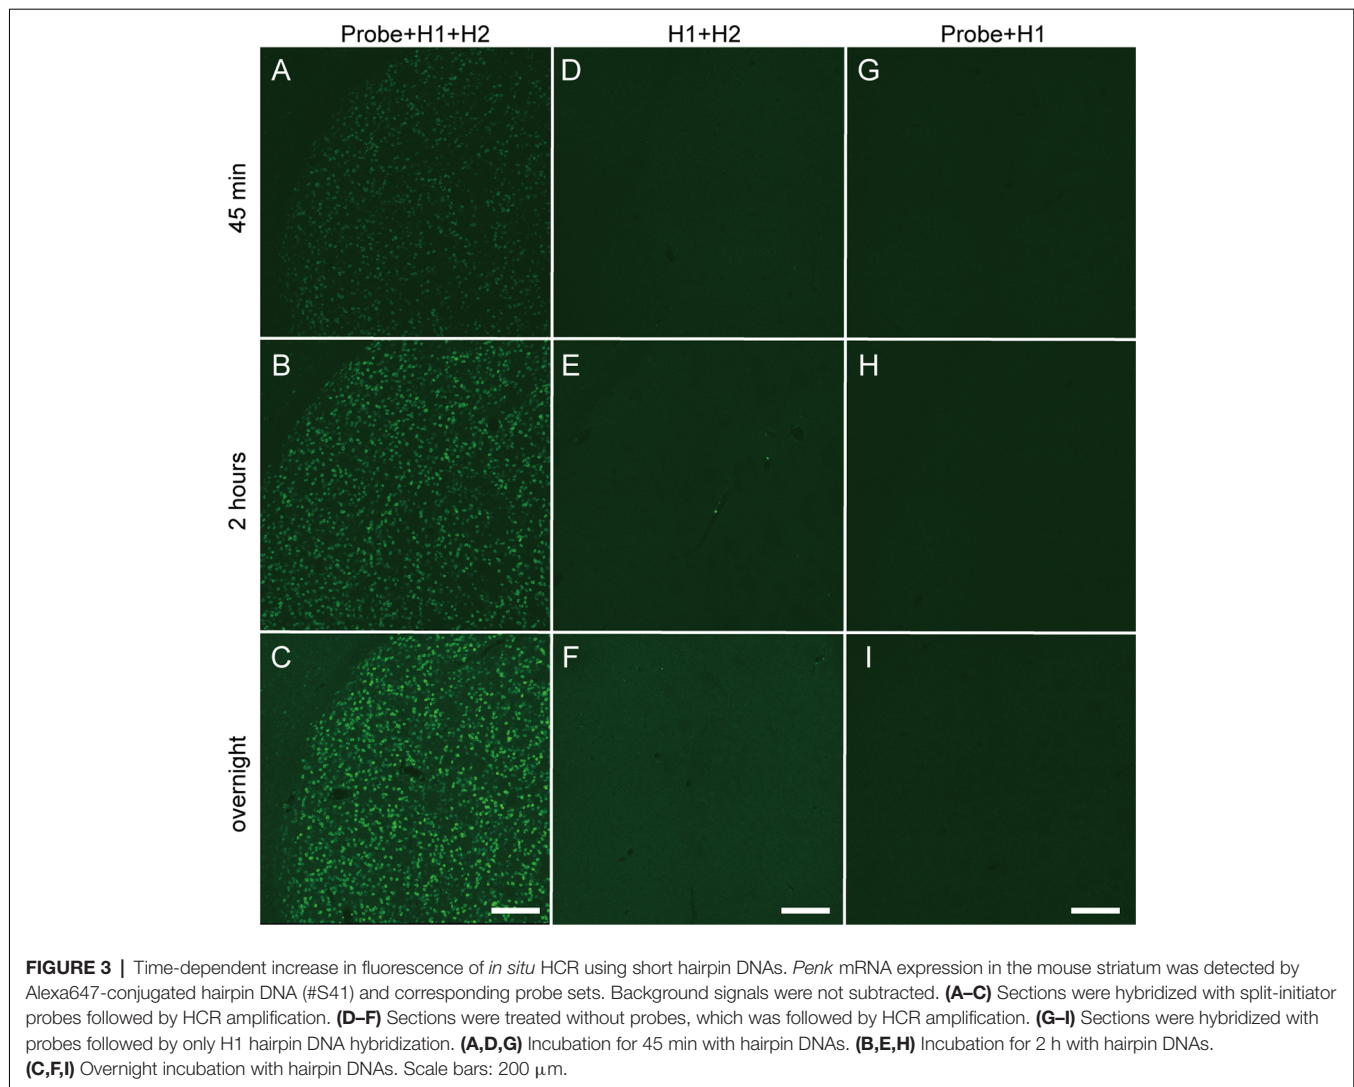 Probe+H1+H2 H1+H2 Probe+H1
A D G
45 min
B E H
2 hours
C F I
overnight
FIGURE 3 | Time-dependent increase in fluorescence of in situ HCR using short hairpin DNAs. Penk mRNA expression in the mouse striatum was detected by
Alexa647-conjugated hairpin DNA (#S41) and corresponding probe sets. Background signals were not subtracted. (A–C) Sections were hybridized with split-initiator
probes followed by HCR amplification. (D–F) Sections were treated without probes, which was followed by HCR amplification. (G–I) Sections were hybridized with
probes followed by only H1 hairpin DNA hybridization. (A,D,G) Incubation for 45 min with hairpin DNAs. (B,E,H) Incubation for 2 h with hairpin DNAs.
(C,F,I) Overnight incubation with hairpin DNAs. Scale bars: 200 μm.